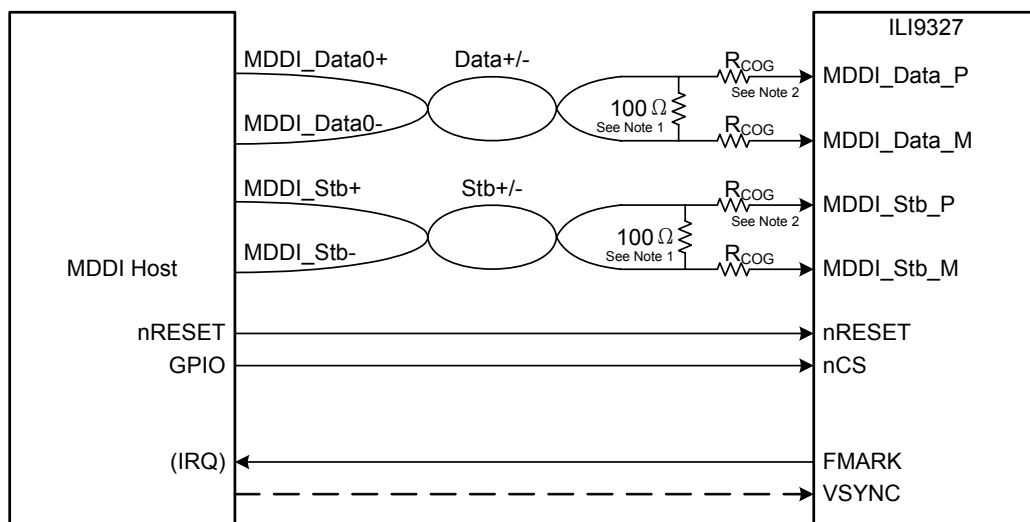 ILI9327
MDDI_Data0+
Data+/-
RCOG
See Note 2
MDDI_Data_P
100 Ω
See Note 1
MDDI_Data0-
RCOG
MDDI_Data_M
MDDI_Stb+
Stb+/-
RCOG
See Note 2
MDDI_Stb_P
100 Ω
See Note 1
MDDI_Stb-
RCOG
MDDI_Stb_M
MDDI Host
nRESET
nRESET
GPIO
nCS
(IRQ)
FMARK
VSYNC